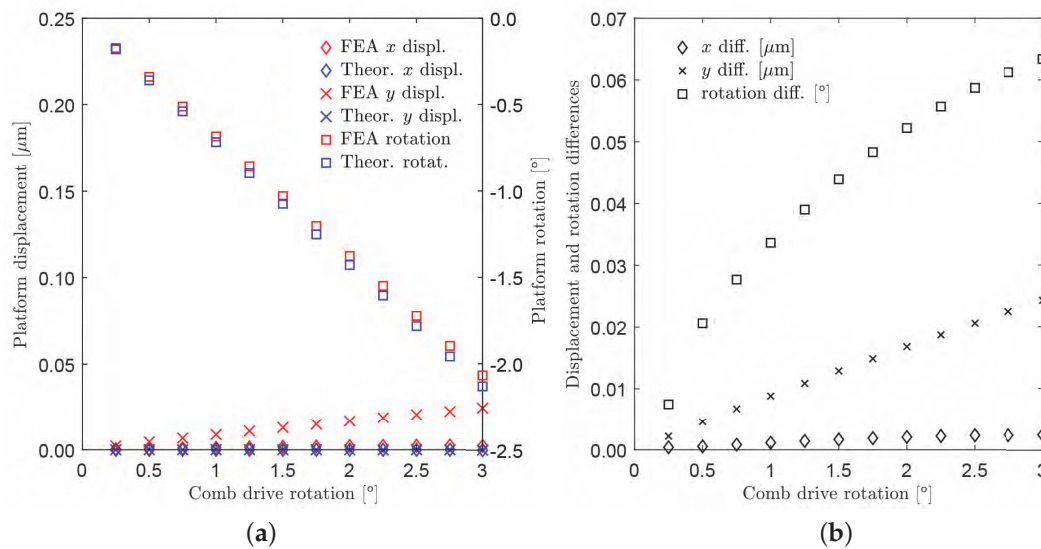 0.25
0.20
0.15
0.10
0.05
0.00
Platform displacement [μm]
0.0
-0.5
-1.0
-1.5
-2.0
-2.5
Platform rotation [°]
FEA x displ.
Theor. x displ.
FEA y displ.
Theor. y displ.
FEA rotation
Theor. rotat.
0 0.5 1.0 1.5 2.0 2.5 3
Comb drive rotation [°]
(a)
0.07
0.06
0.05
0.04
0.03
0.02
0.01
0.00
Displacement and rotation differences
x diff. [μm]
y diff. [μm]
rotation diff. [°]
0 0.5 1 1.5 2 2.5 3
Comb drive rotation [°]
(b)